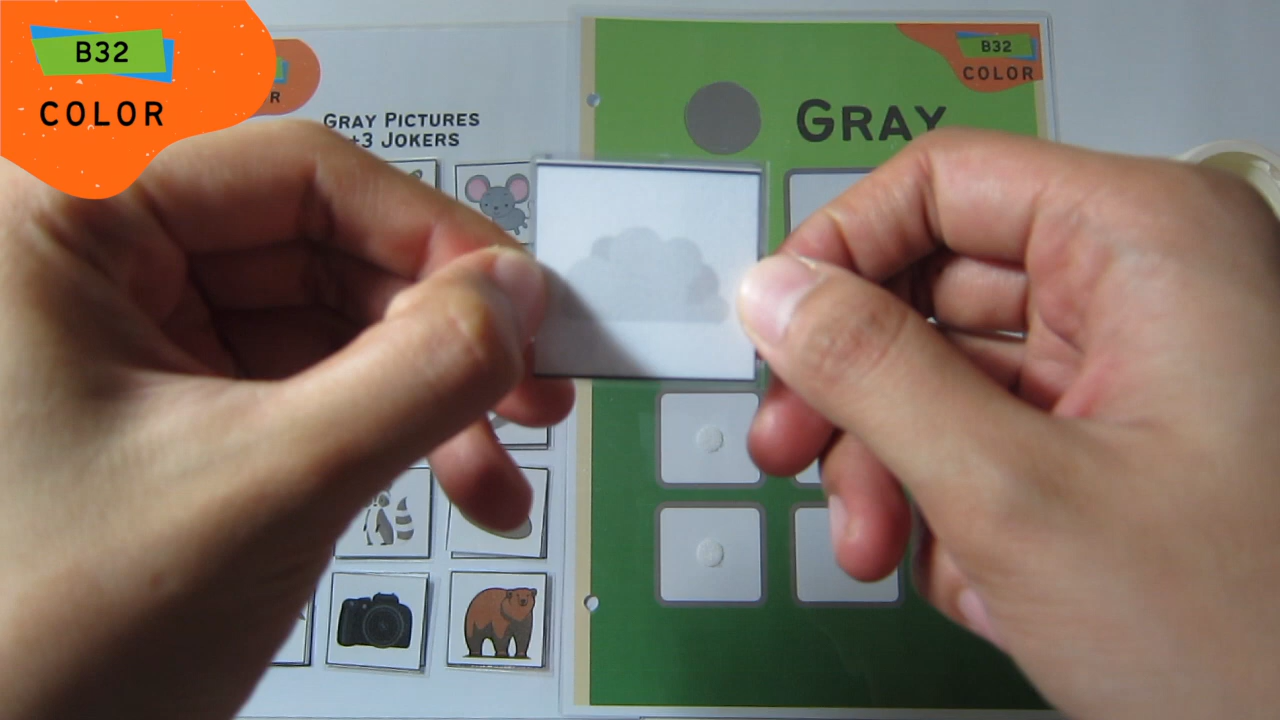 B32
COLOR
R
GRAY PICTURES
+3 JOKERS
B32
COLOR
GRAY